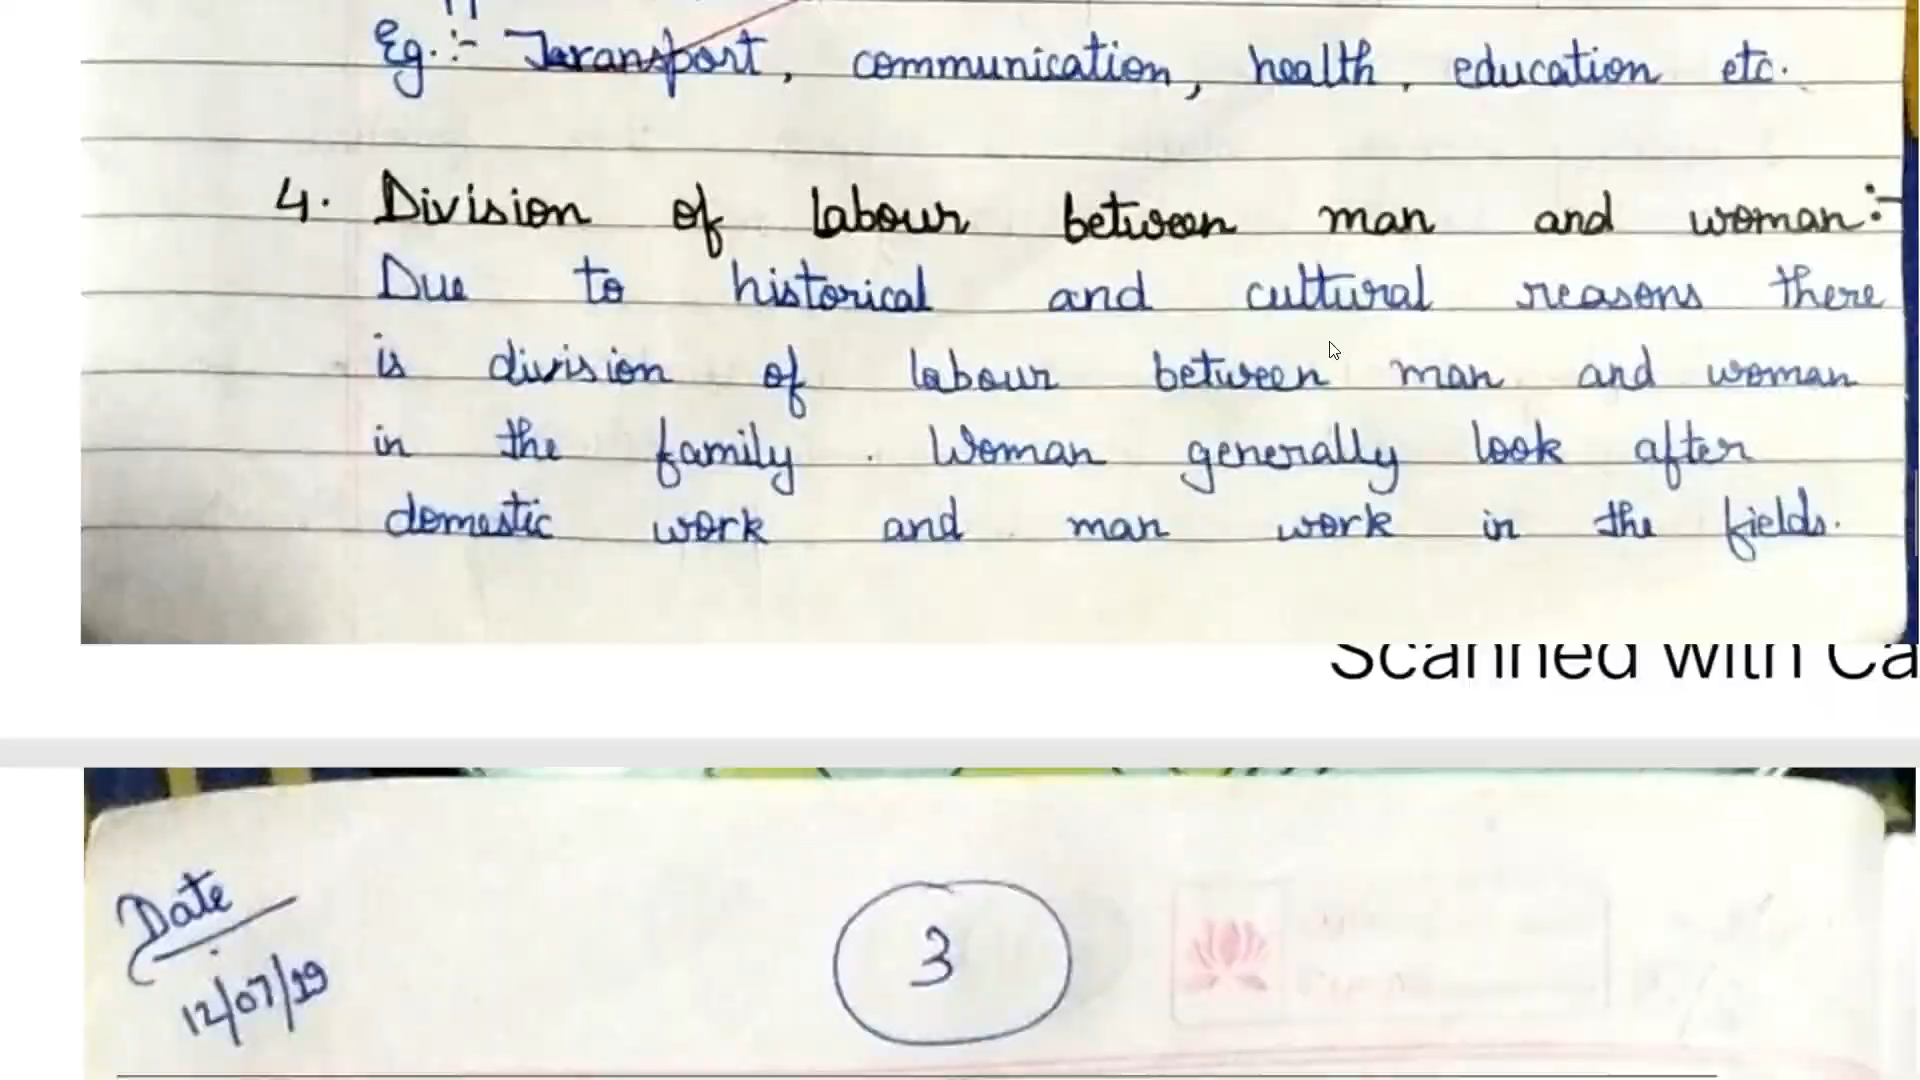 Eg. :- Transport, communication, health, education etc.
4. Division of labour between man and woman :-
Due to historical and cultural reasons there
is division of labour between man and woman
in the family. Woman generally look after
domestic work and man work in the fields.
Scanned with Ca
Date
12/07/19
3